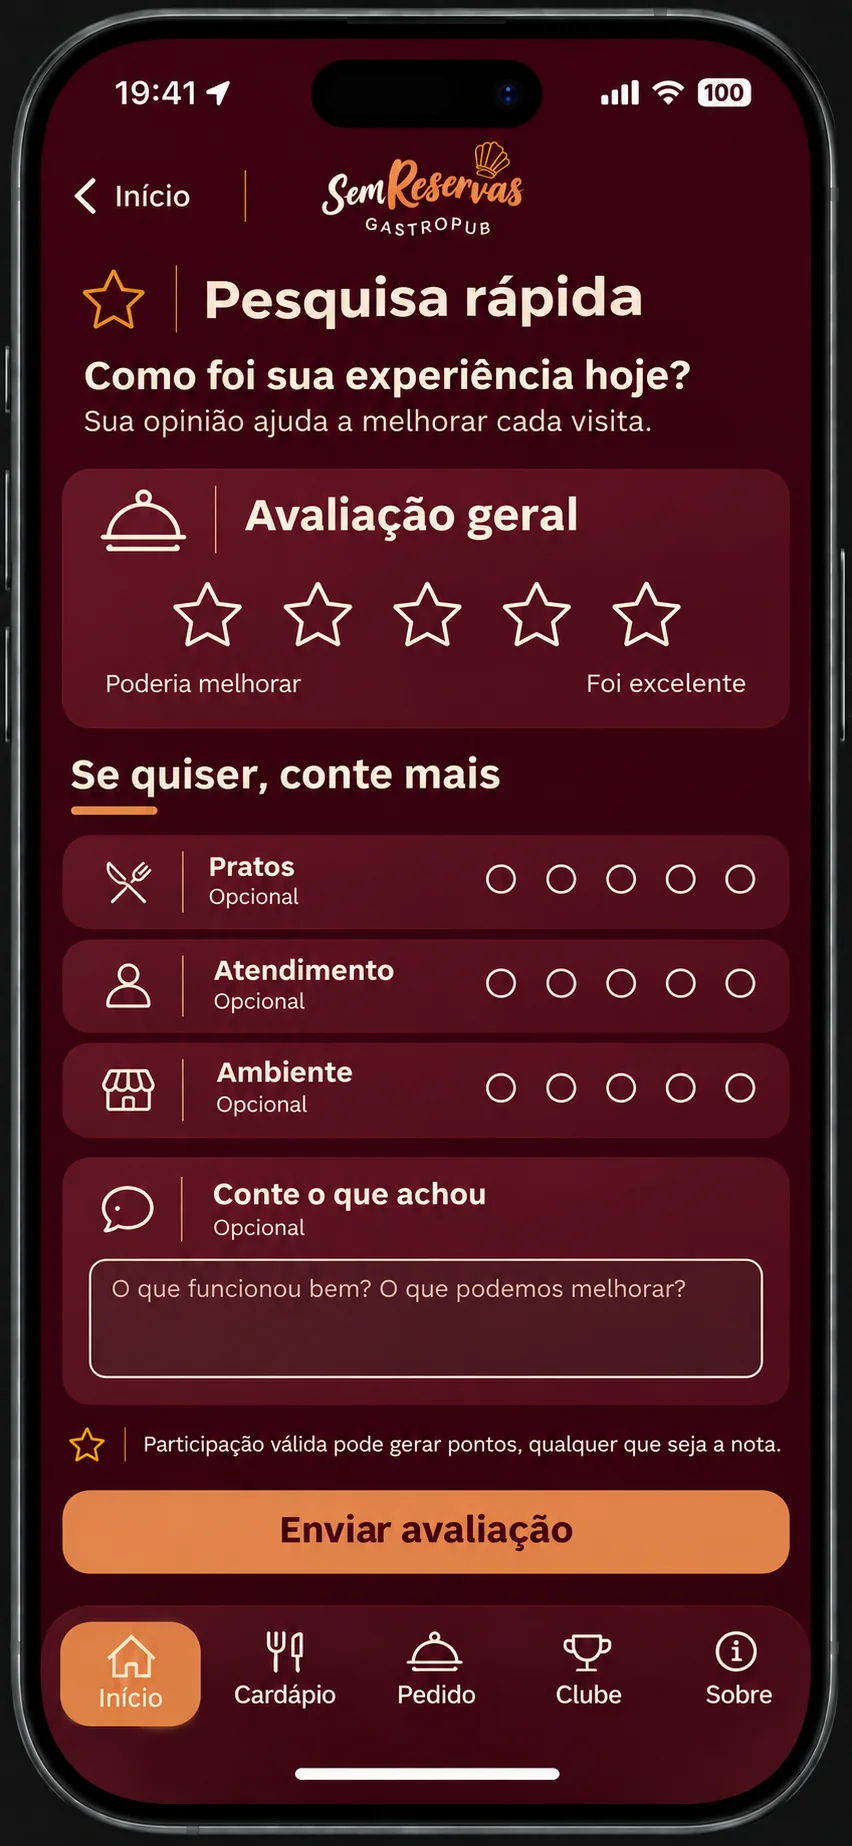 19:41
100
Início
SemReservas
GASTROPUB
Pesquisa rápida
Como foi sua experiência hoje?
Sua opinião ajuda a melhorar cada visita.
Avaliação geral
Poderia melhorar
Foi excelente
Se quiser, conte mais
Pratos
Opcional
Atendimento
Opcional
Ambiente
Opcional
Conte o que achou
Opcional
O que funcionou bem? O que podemos melhorar?
Participação válida pode gerar pontos, qualquer que seja a nota.
Enviar avaliação
Início
Cardápio
Pedido
Clube
Sobre